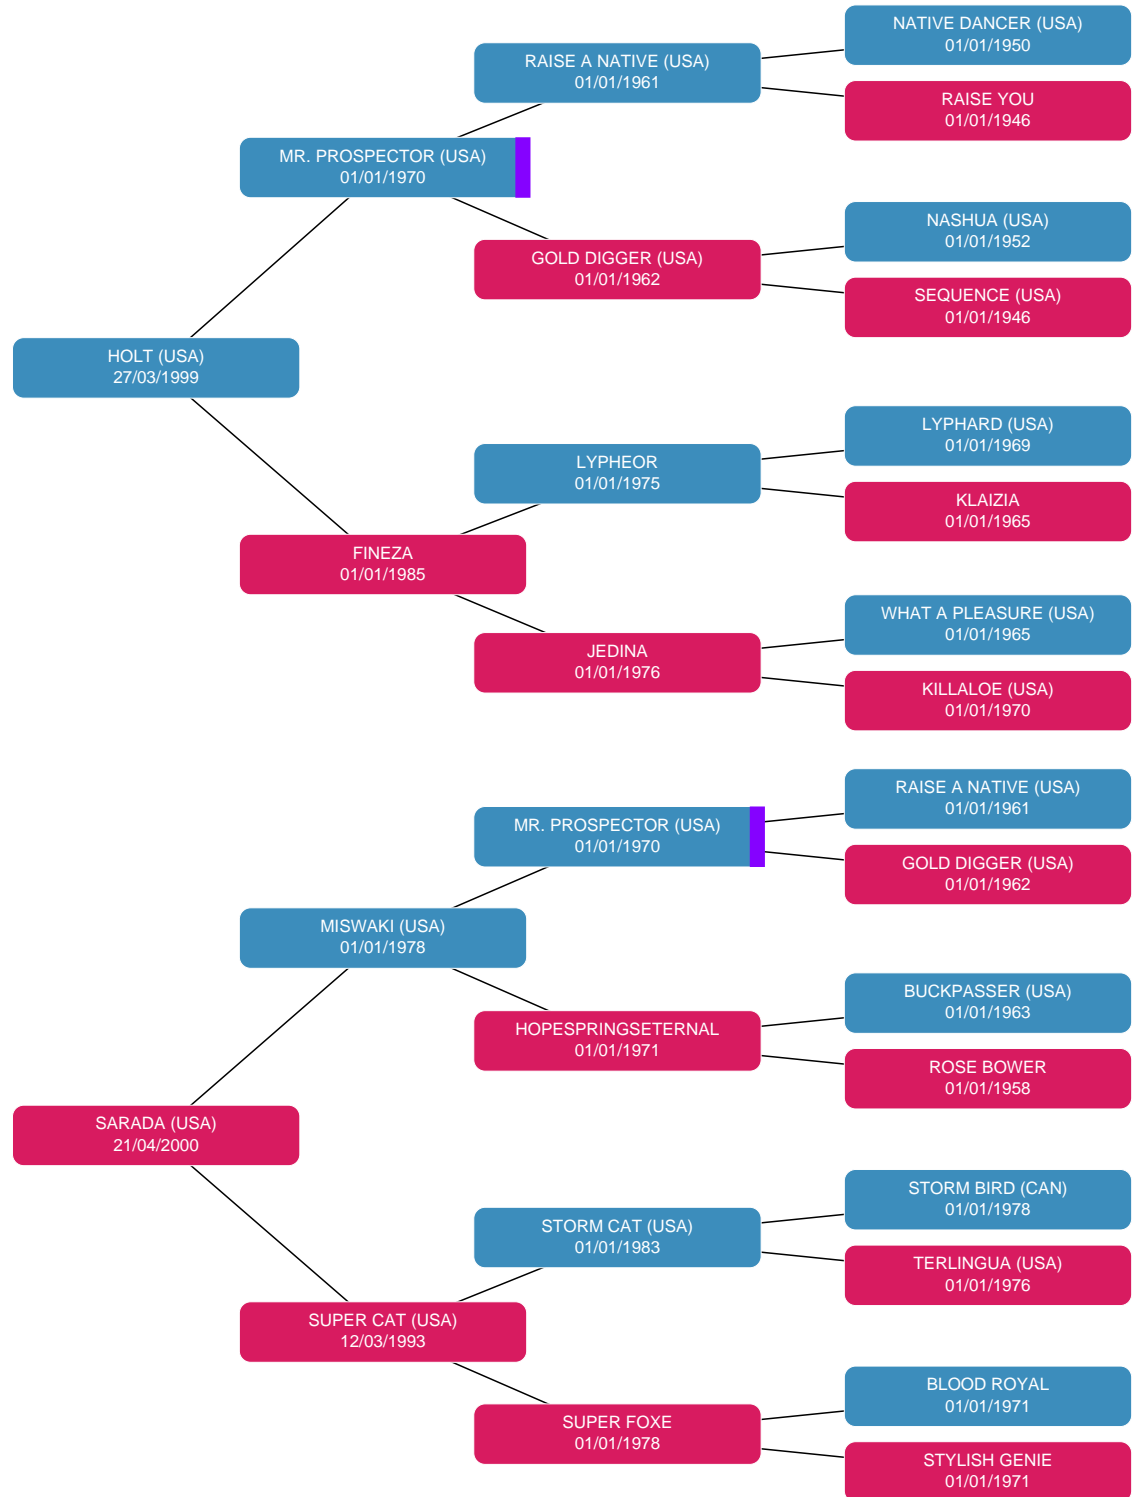 NATIVE DANCER (USA)
01/01/1950
RAISE A NATIVE (USA)
01/01/1961
RAISE YOU
01/01/1946
MR. PROSPECTOR (USA)
01/01/1970
NASHUA (USA)
01/01/1952
GOLD DIGGER (USA)
01/01/1962
SEQUENCE (USA)
01/01/1946
HOLT (USA)
27/03/1999
LYPHARD (USA)
01/01/1969
LYPHEOR
01/01/1975
KLAIZIA
01/01/1965
FINEZA
01/01/1985
WHAT A PLEASURE (USA)
01/01/1965
JEDINA
01/01/1976
KILLALOE (USA)
01/01/1970
RAISE A NATIVE (USA)
01/01/1961
MR. PROSPECTOR (USA)
01/01/1970
GOLD DIGGER (USA)
01/01/1962
MISWAKI (USA)
01/01/1978
BUCKPASSER (USA)
01/01/1963
HOPESPRINGSETERNAL
01/01/1971
ROSE BOWER
01/01/1958
SARADA (USA)
21/04/2000
STORM BIRD (CAN)
01/01/1978
STORM CAT (USA)
01/01/1983
TERLINGUA (USA)
01/01/1976
SUPER CAT (USA)
12/03/1993
BLOOD ROYAL
01/01/1971
SUPER FOXE
01/01/1978
STYLISH GENIE
01/01/1971